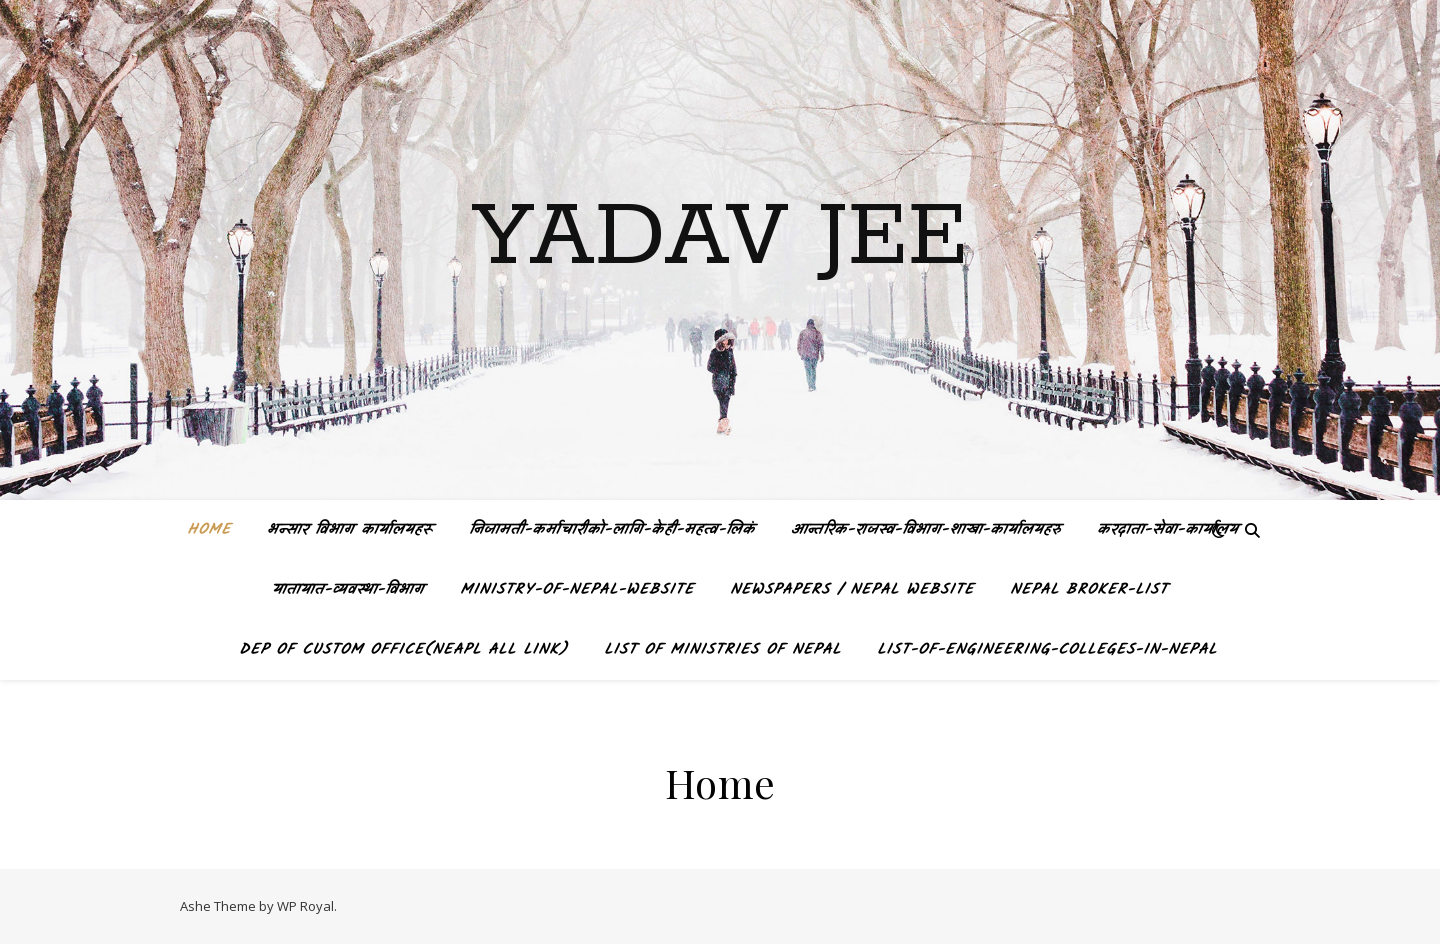 YADAV JEE
HOME भन्सार विभाग कार्यालयहरू निजामती-कर्मचारीको-लागि-केही-महत्व-लिकं आन्तरिक-राजस्व-विभाग-शाखा-कार्यालयहरु करदाता-सेवा-कार्यालय
यातायात-व्यवस्था-विभाग MINISTRY-OF-NEPAL-WEBSITE NEWSPAPERS / NEPAL WEBSITE NEPAL BROKER-LIST
DEP OF CUSTOM OFFICE(NEAPL ALL LINK) LIST OF MINISTRIES OF NEPAL LIST-OF-ENGINEERING-COLLEGES-IN-NEPAL
Home
Ashe Theme by WP Royal.